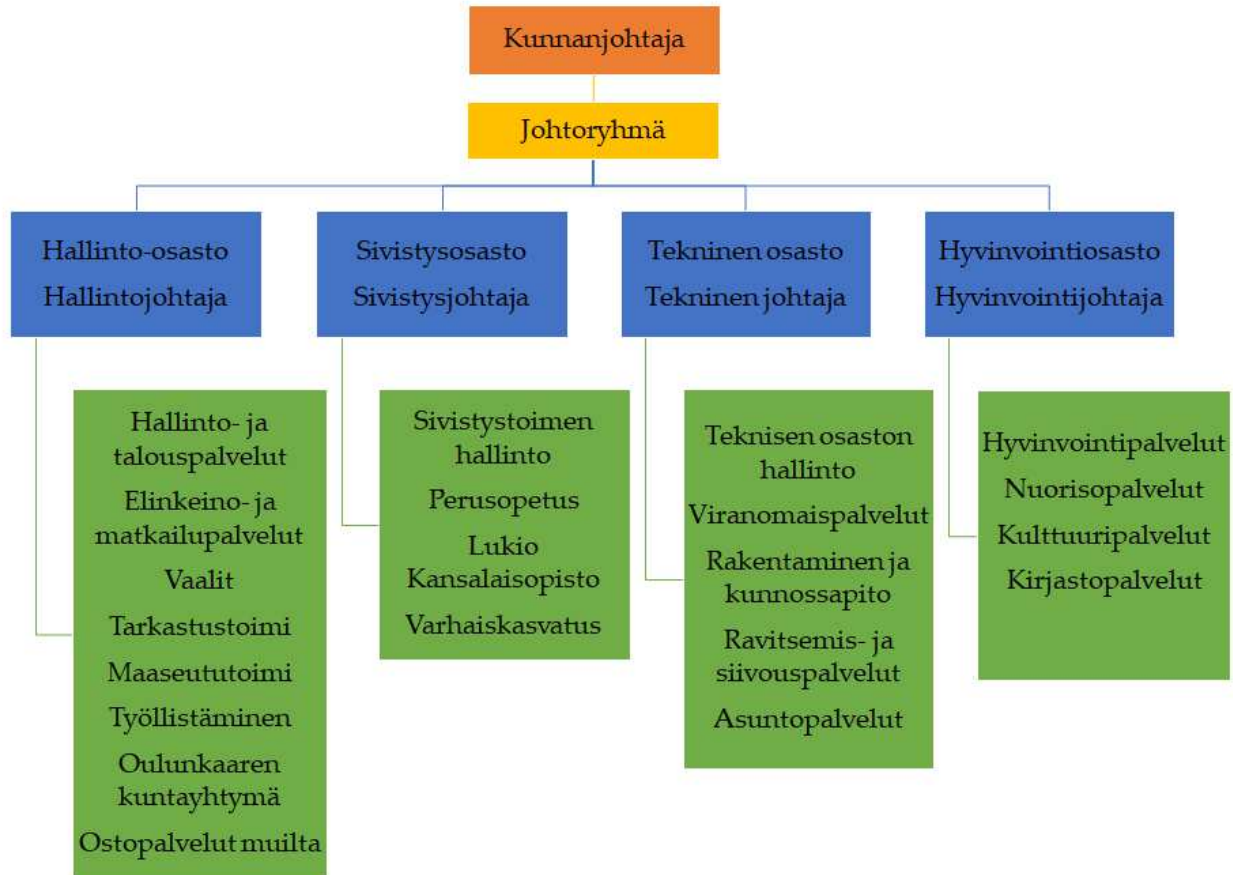 Kunnanjohtaja
Johtoryhmä
Hallinto-osasto
Hallintojohtaja
Sivistysosasto
Sivistysjohtaja
Tekninen osasto
Tekninen johtaja
Hyvinvointiosasto
Hyvinvointijohtaja
Hallinto- ja
talouspalvelut
Elinkeino- ja
matkailupalvelut
Vaalit
Tarkastustoimi
Maaseututoimi
Työllistäminen
Oulunkaaren
kuntayhtymä
Ostopalvelut muilta
Sivistystoimen
hallinto
Perusopetus
Lukio
Kansalaisopisto
Varhaiskasvatus
Teknisen osaston
hallinto
Viranomaispalvelut
Rakentaminen ja
kunnossapito
Ravitsemis- ja
siivouspalvelut
Asuntopalvelut
Hyvinvointipalvelut
Nuorisopalvelut
Kulttuuripalvelut
Kirjastopalvelut